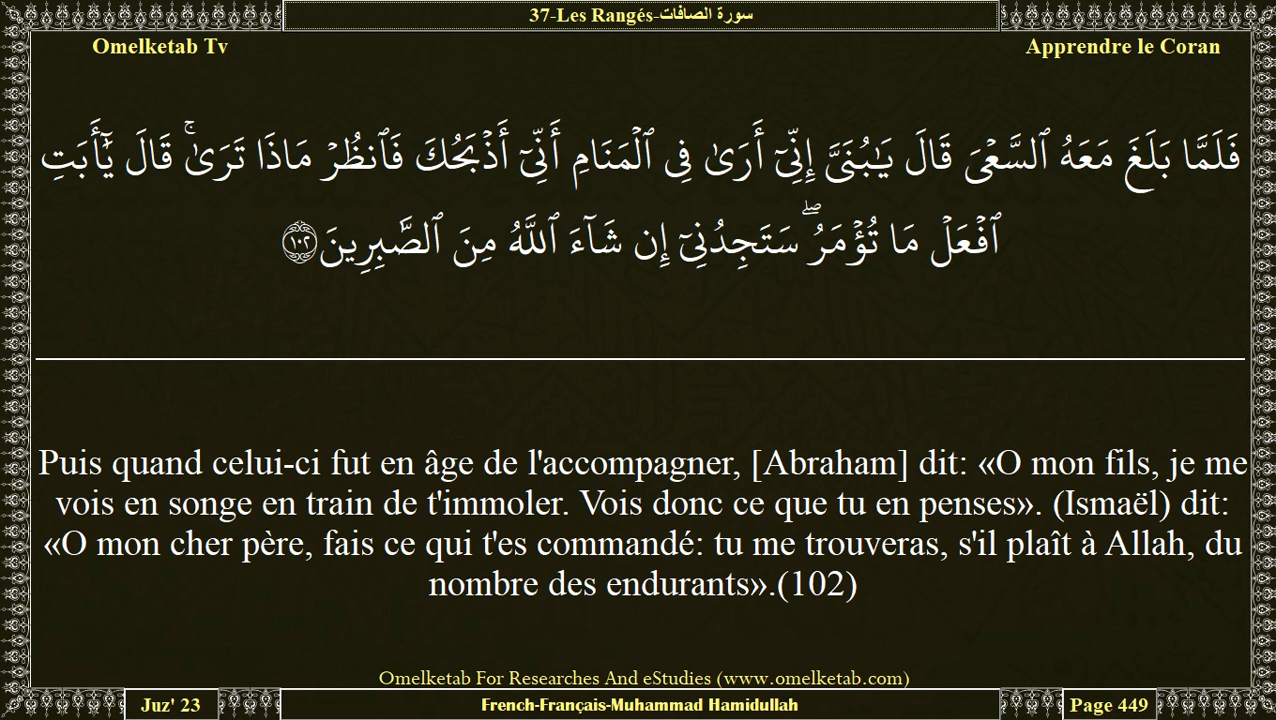 37-Les Rangés-سورة الصافات
Omelketab Tv
Apprendre le Coran
فَلَمَّا بَلَغَ مَعَهُ ٱلسَّعْىَ قَالَ يَـٰبُنَىَّ إِنِّىٓ أَرَىٰ فِى ٱلْمَنَامِ أَنِّىٓ أَذْبَحُكَ فَٱنظُرْ مَاذَا تَرَىٰ ۚ قَالَ يَـٰٓأَبَتِ
ٱفْعَلْ مَا تُؤْمَرُ ۖ سَتَجِدُنِىٓ إِن شَآءَ ٱللَّهُ مِنَ ٱلصَّـٰبِرِينَ ١٠٢
Puis quand celui-ci fut en âge de l'accompagner, [Abraham] dit: «O mon fils, je me
vois en songe en train de t'immoler. Vois donc ce que tu en penses». (Ismaël) dit:
«O mon cher père, fais ce qui t'es commandé: tu me trouveras, s'il plaît à Allah, du
nombre des endurants».(102)
Omelketab For Researches And eStudies (www.omelketab.com)
Juz' 23
French-Français-Muhammad Hamidullah
Page 449